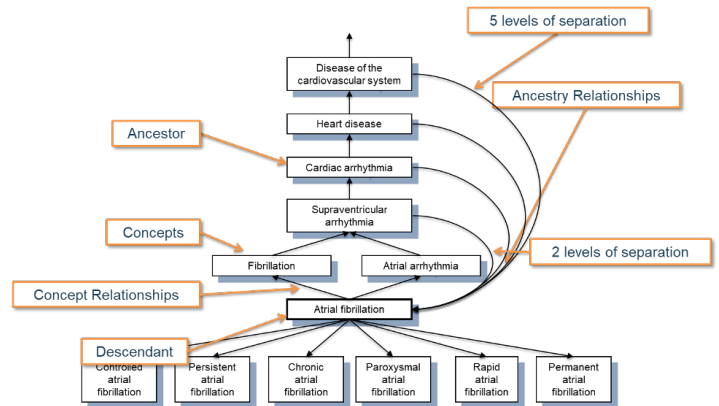 5 levels of separation
Disease of the
cardiovascular system
Ancestry Relationships
Heart disease
Ancestor
Cardiac arrhythmia
Supraventricular
arrhythmia
Concepts
2 levels of separation
Fibrillation
Atrial arrhythmia
Concept Relationships
Atrial fibrillation
Descendant
Controlled
atrial
fibrillation
Persistent
atrial
fibrillation
Chronic
atrial
fibrillation
Paroxysmal
atrial
fibrillation
Rapid
atrial
fibrillation
Permanent
atrial
fibrillation